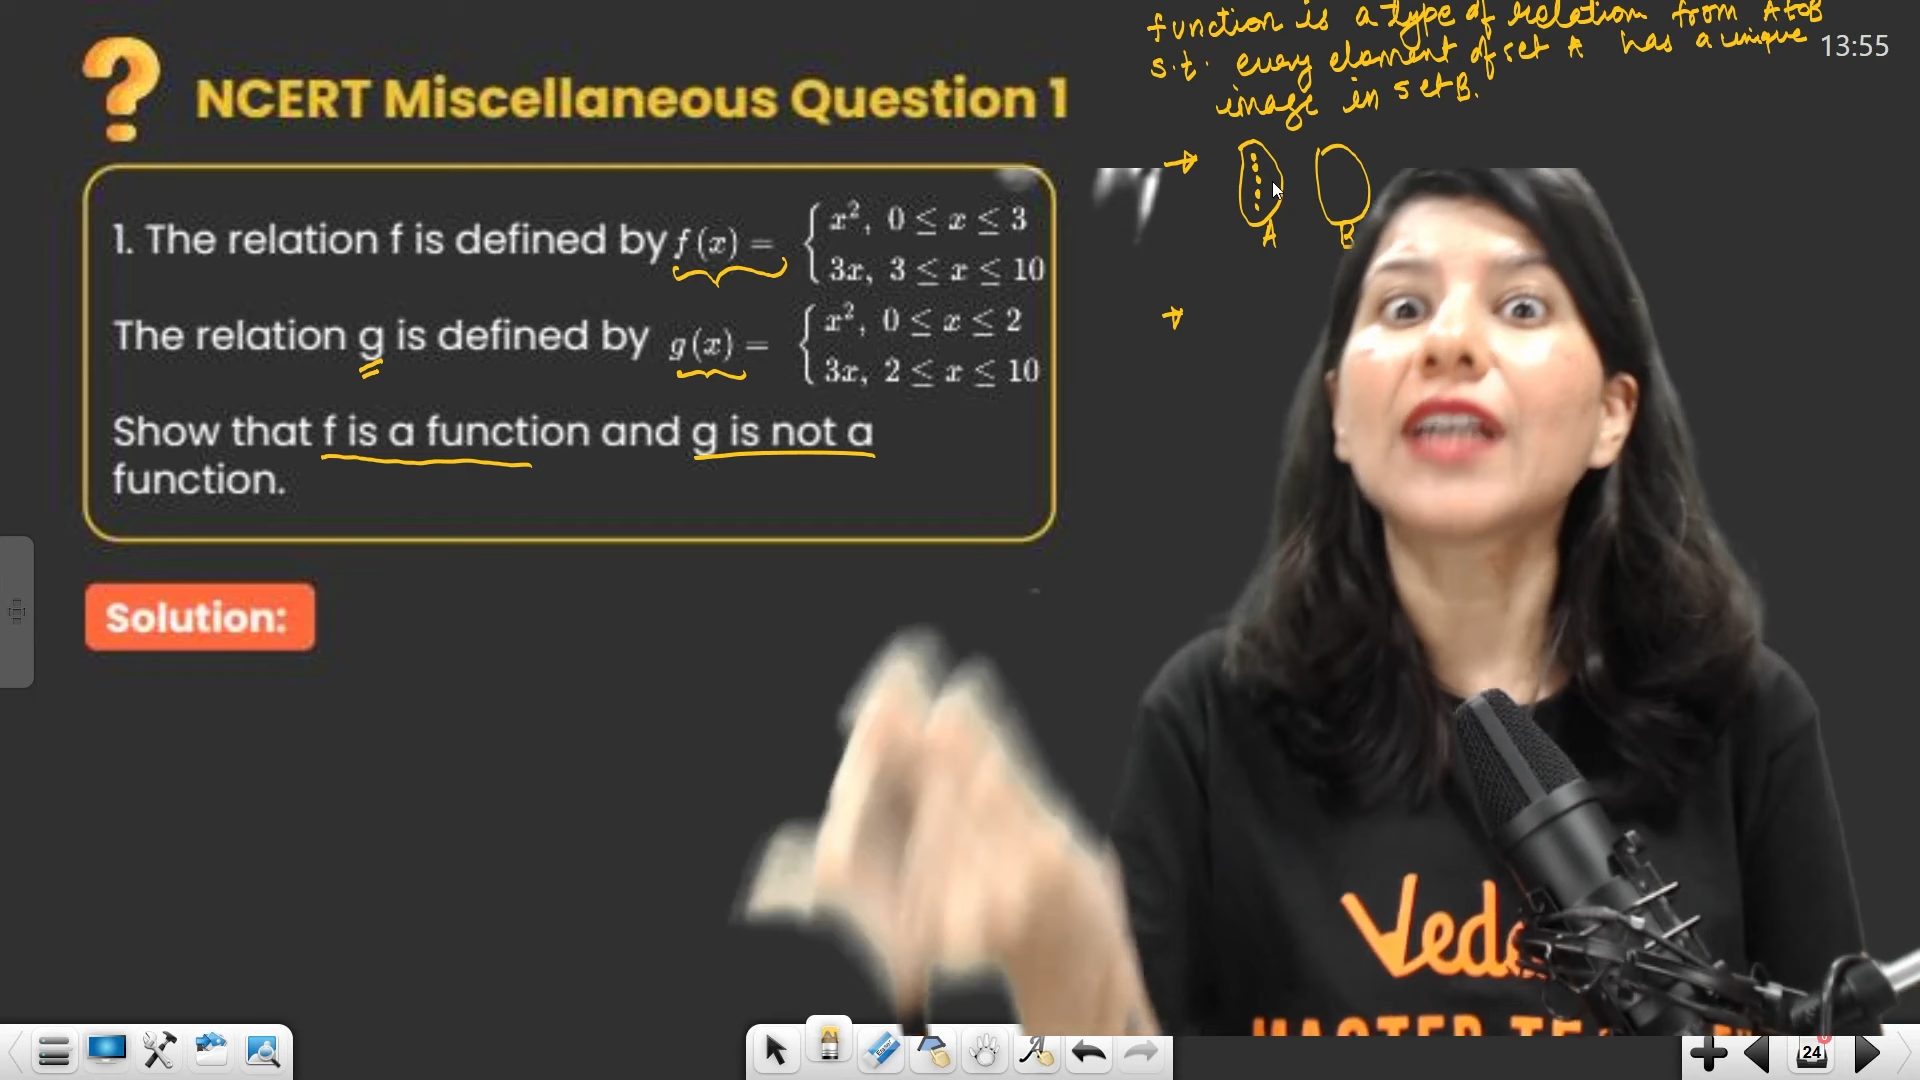 function is a type of relation from A to B
s.t. every element of set A has a unique
image in set B.
13:55
NCERT Miscellaneous Question 1
1. The relation f is defined by f(x) = { x², 0 ≤ x ≤ 3
3x, 3 ≤ x ≤ 10
The relation g is defined by g(x) = { x², 0 ≤ x ≤ 2
3x, 2 ≤ x ≤ 10
Show that f is a function and g is not a
function.
A B
Solution:
MASTER
Eraser
24